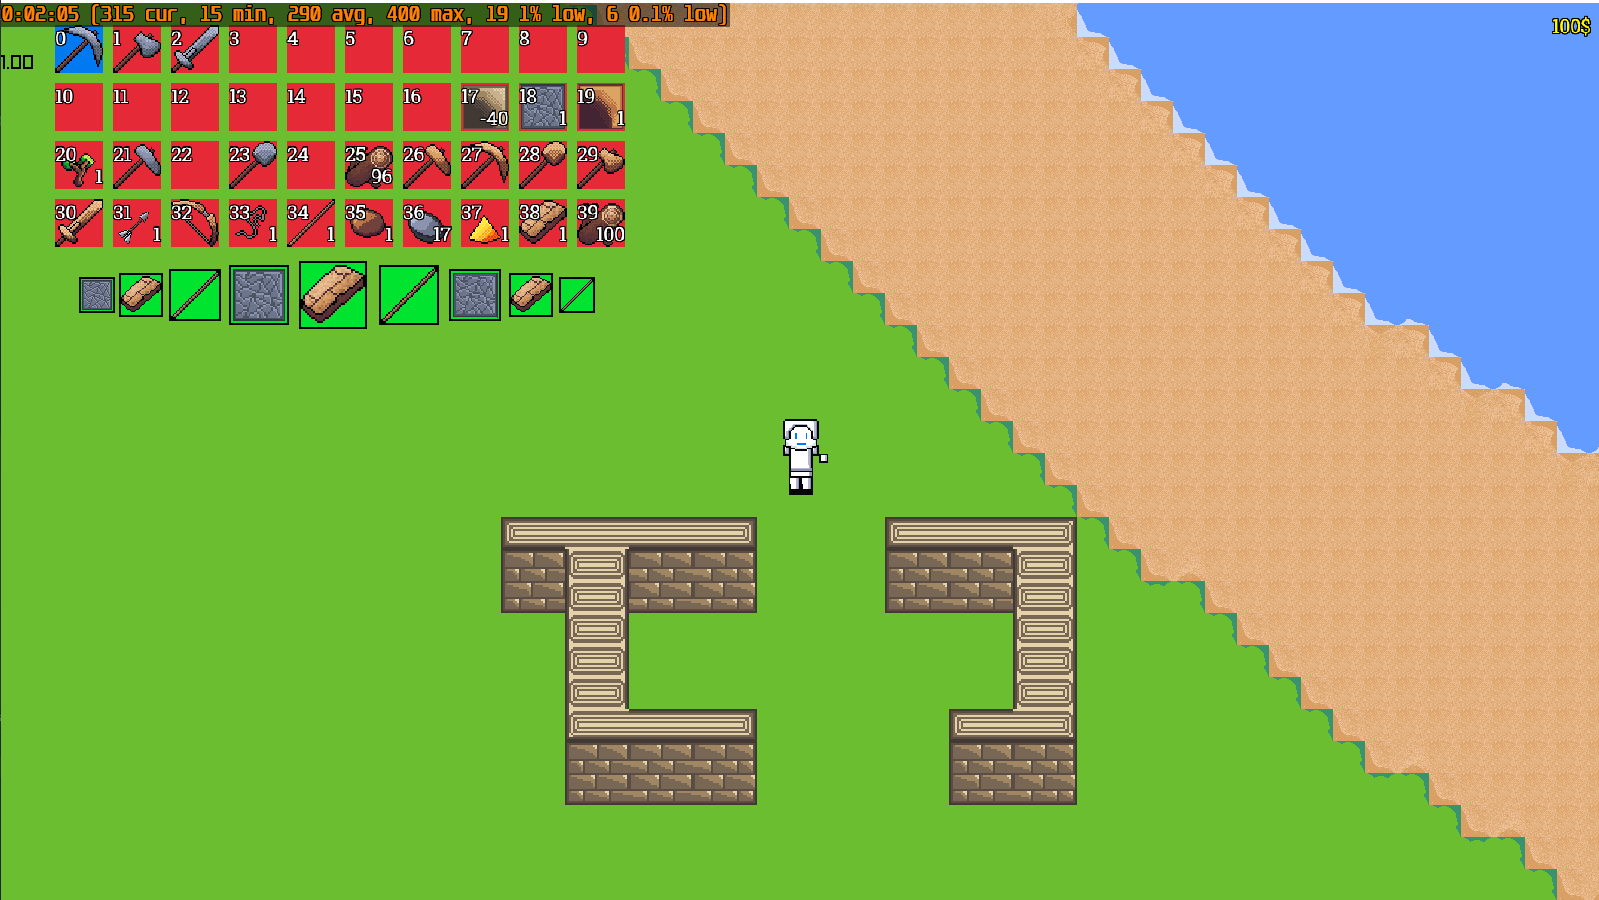 0:02:05 [315 cur, 15 min, 290 avg, 400 max, 19 1% low, 6 0.1% low]
100$
0 1 2 3 4 5 6 7 8 9
1.00
10 11 12 13 14 15 16 17 18 19
-40 1 1
20 21 22 23 24 25 26 27 28 29
1 96
30 31 32 33 34 35 36 37 38 39
1 1 1 1 17 1 1 100